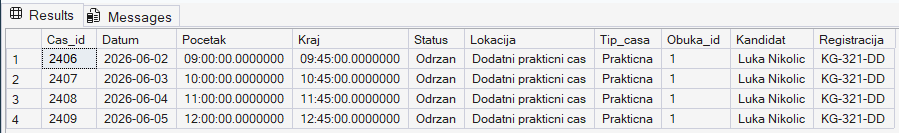 Results Messages
Cas_id Datum Pocetak Kraj Status Lokacija Tip_casa Obuka_id Kandidat Registracija
1 2406 2026-06-02 09:00:00.0000000 09:45:00.0000000 Odrzan Dodatni prakticni cas Prakticna 1 Luka Nikolic KG-321-DD
2 2407 2026-06-03 10:00:00.0000000 10:45:00.0000000 Odrzan Dodatni prakticni cas Prakticna 1 Luka Nikolic KG-321-DD
3 2408 2026-06-04 11:00:00.0000000 11:45:00.0000000 Odrzan Dodatni prakticni cas Prakticna 1 Luka Nikolic KG-321-DD
4 2409 2026-06-05 12:00:00.0000000 12:45:00.0000000 Odrzan Dodatni prakticni cas Prakticna 1 Luka Nikolic KG-321-DD